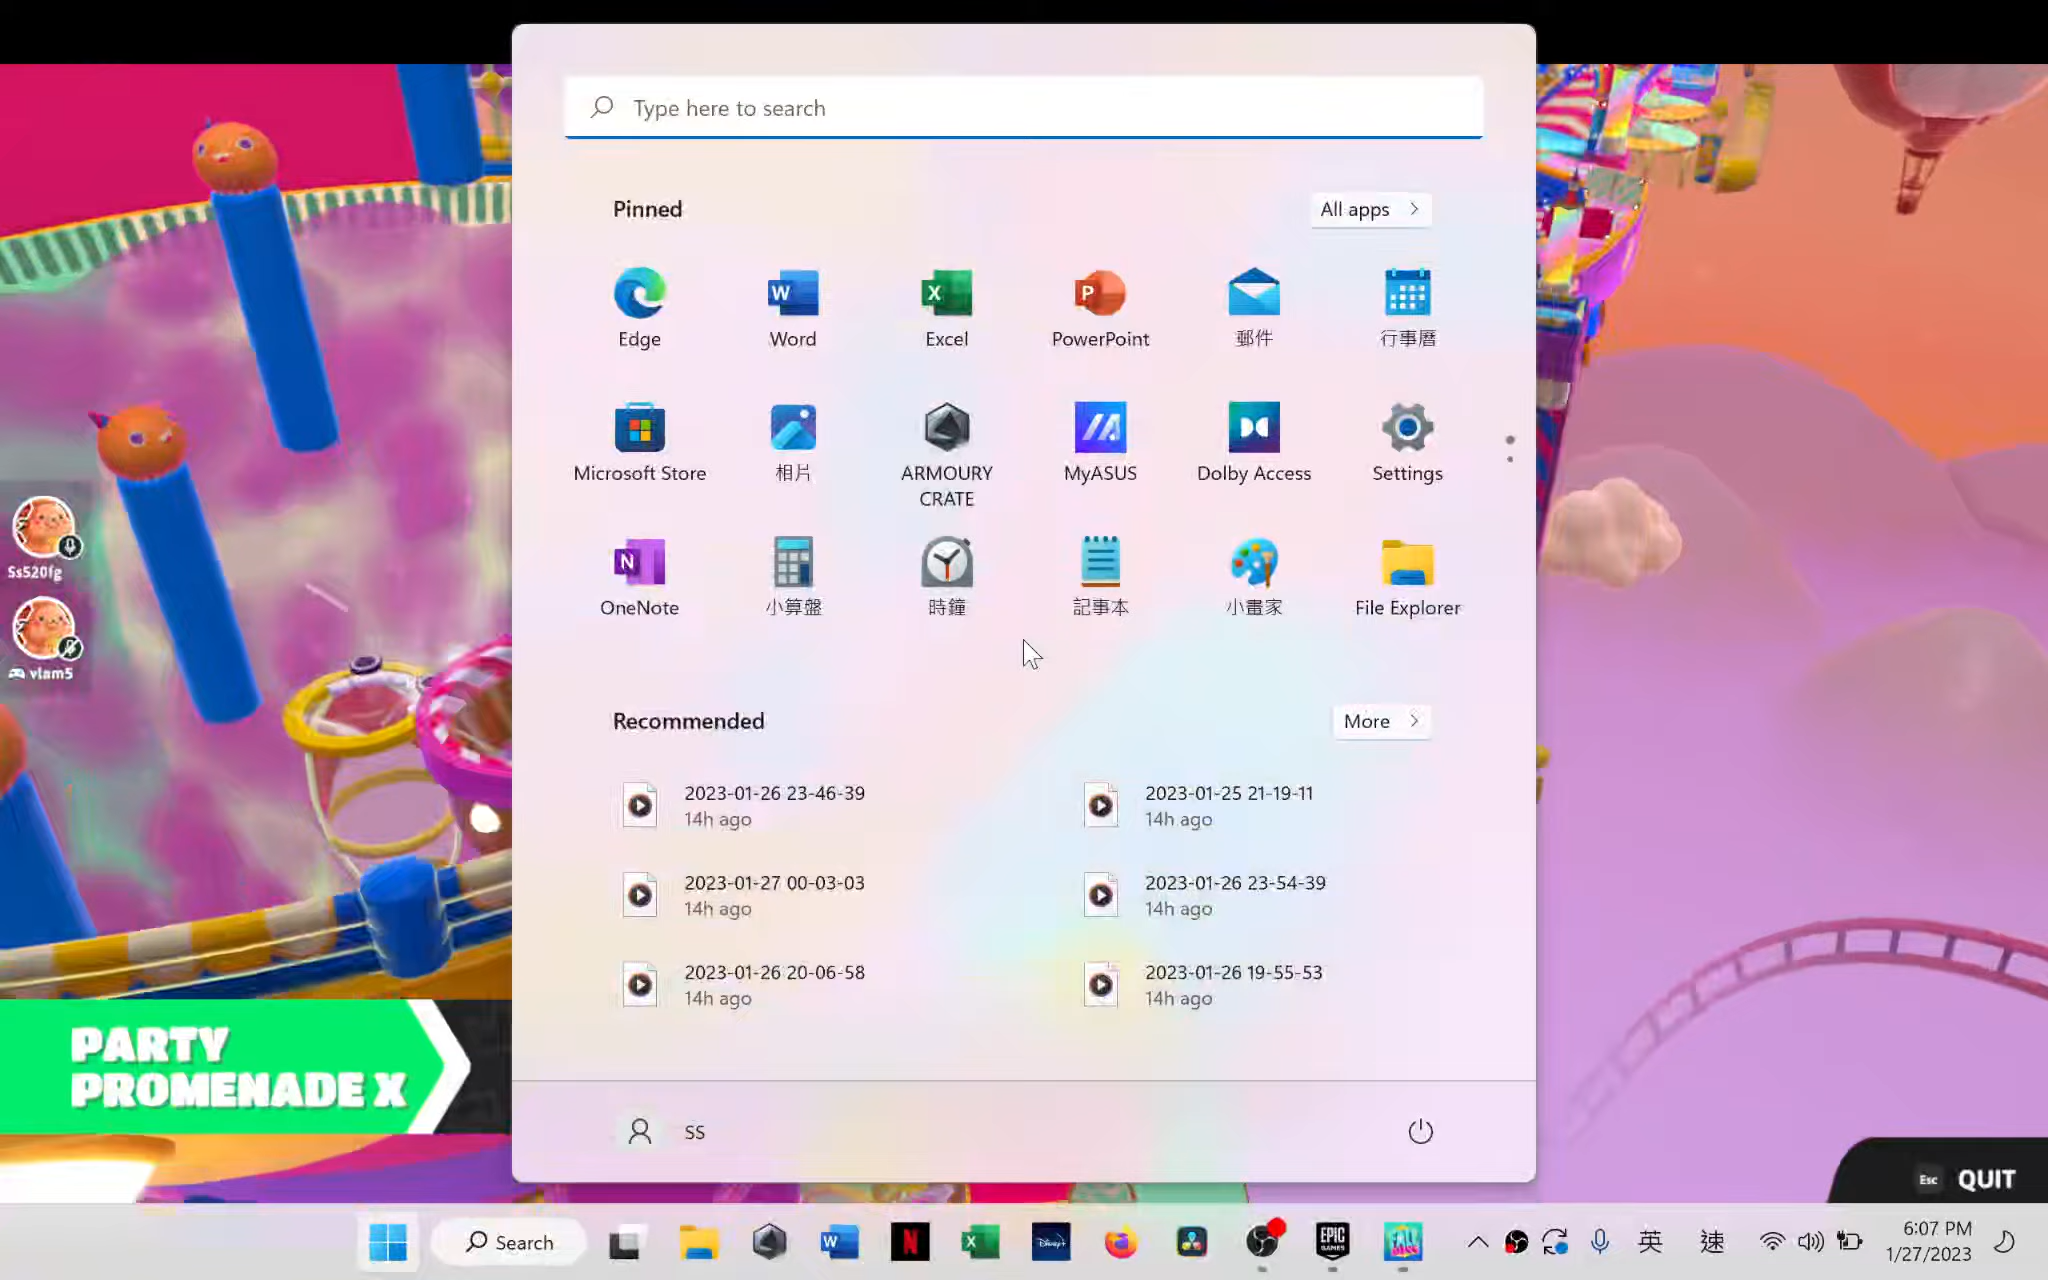 Type here to search
Pinned
All apps
Edge
Word
Excel
PowerPoint
郵件
行事曆
Microsoft Store
相片
ARMOURY
CRATE
MyASUS
Dolby Access
Settings
OneNote
小算盤
時鐘
記事本
小畫家
File Explorer
Recommended
More
2023-01-26 23-46-39
14h ago
2023-01-25 21-19-11
14h ago
2023-01-27 00-03-03
14h ago
2023-01-26 23-54-39
14h ago
2023-01-26 20-06-58
14h ago
2023-01-26 19-55-53
14h ago
SS
Ss520fg
vlam5
PARTY
PROMENADE X
Esc QUIT
Search
Disney+
EPIC
GAMES
FALL
GUYS
英
速
6:07 PM
1/27/2023